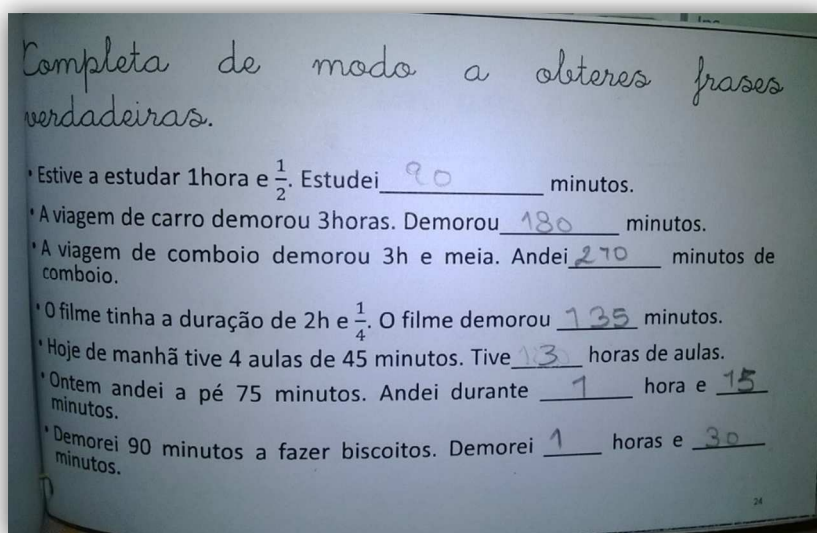 Completa de modo a obteres frases
verdadeiras.
• Estive a estudar 1hora e 1/2. Estudei 90 minutos.
• A viagem de carro demorou 3horas. Demorou 180 minutos.
• A viagem de comboio demorou 3h e meia. Andei 210 minutos de
comboio.
• O filme tinha a duração de 2h e 1/4. O filme demorou 135 minutos.
• Hoje de manhã tive 4 aulas de 45 minutos. Tive 3 horas de aulas.
• Ontem andei a pé 75 minutos. Andei durante 1 hora e 15
minutos.
• Demorei 90 minutos a fazer biscoitos. Demorei 1 horas e 30
minutos.
24